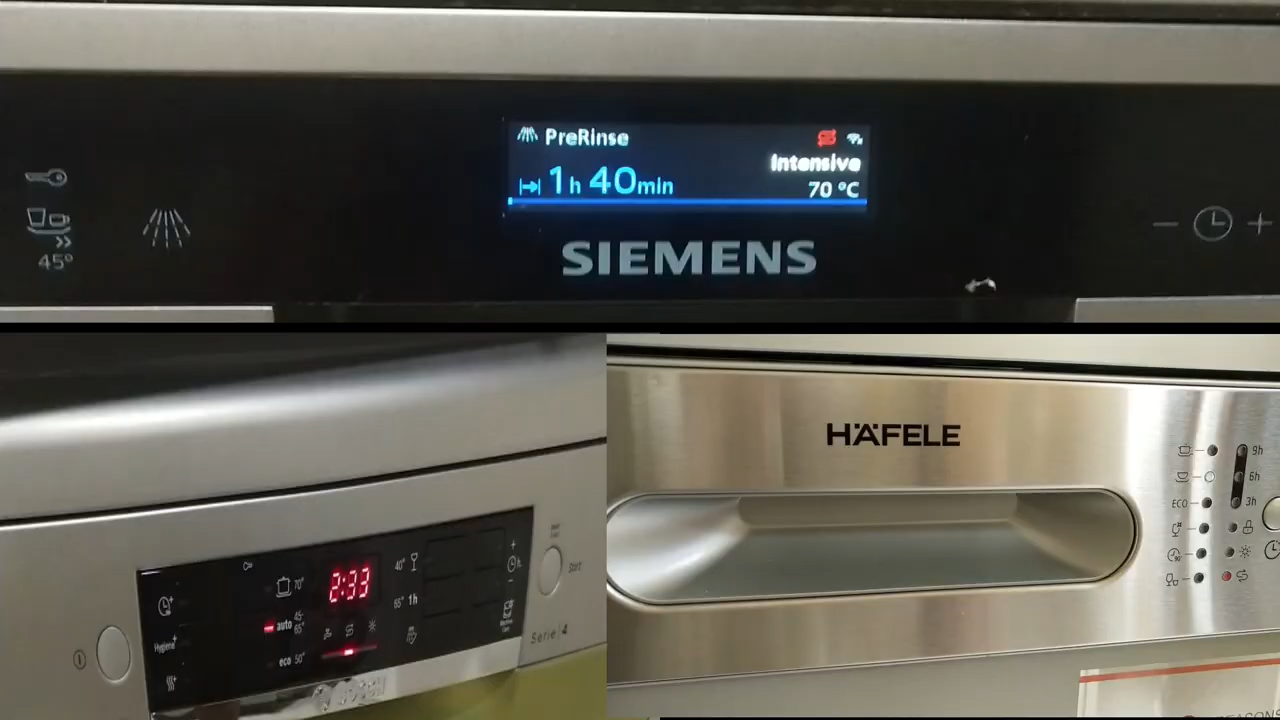 PreRinse
Intensive
1h 40min
70 °C
45°
SIEMENS
HÄFELE
9h
6h
ECO
3h
70°
2:33
40°
h
auto
45-
65°
65° 1h
Hygiene
eco 50°
Start
Serie 4